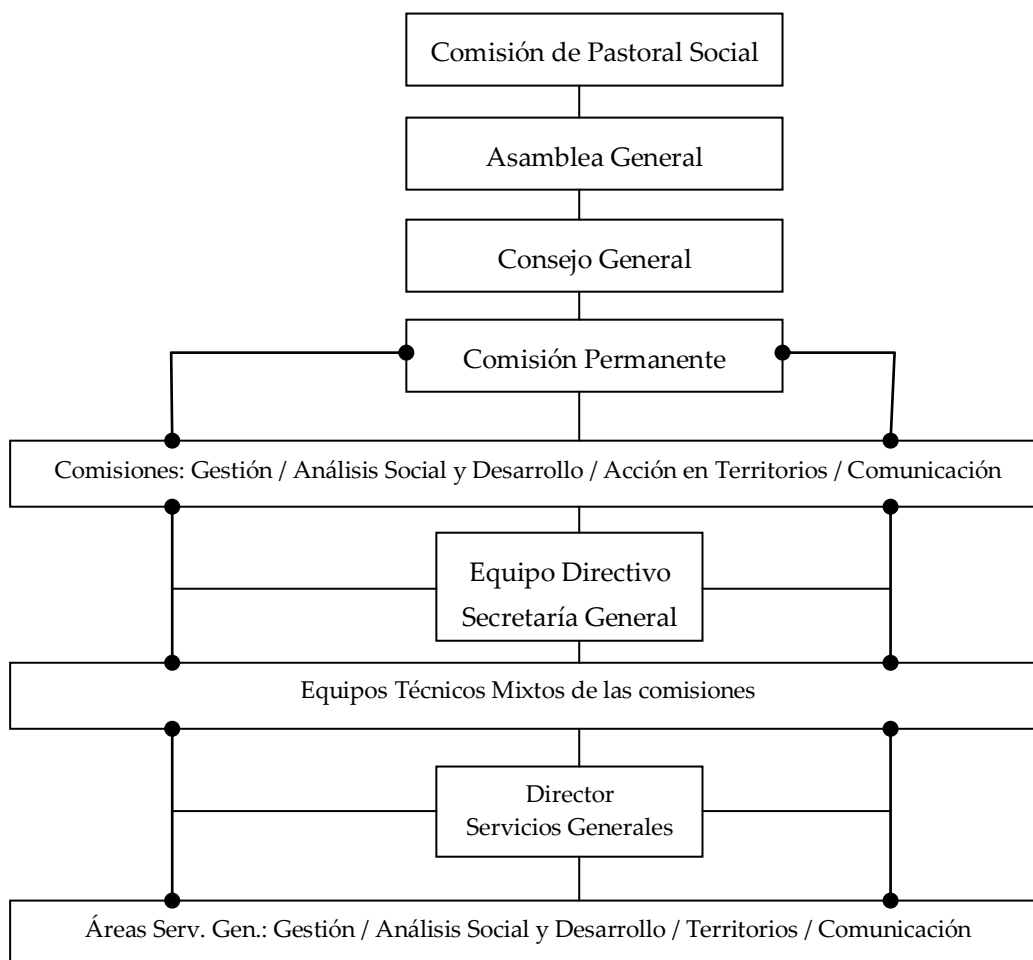 Comisión de Pastoral Social
Asamblea General
Consejo General
Comisión Permanente
Comisiones: Gestión / Análisis Social y Desarrollo / Acción en Territorios / Comunicación
Equipo Directivo
Secretaría General
Equipos Técnicos Mixtos de las comisiones
Director
Servicios Generales
Áreas Serv. Gen.: Gestión / Análisis Social y Desarrollo / Territorios / Comunicación